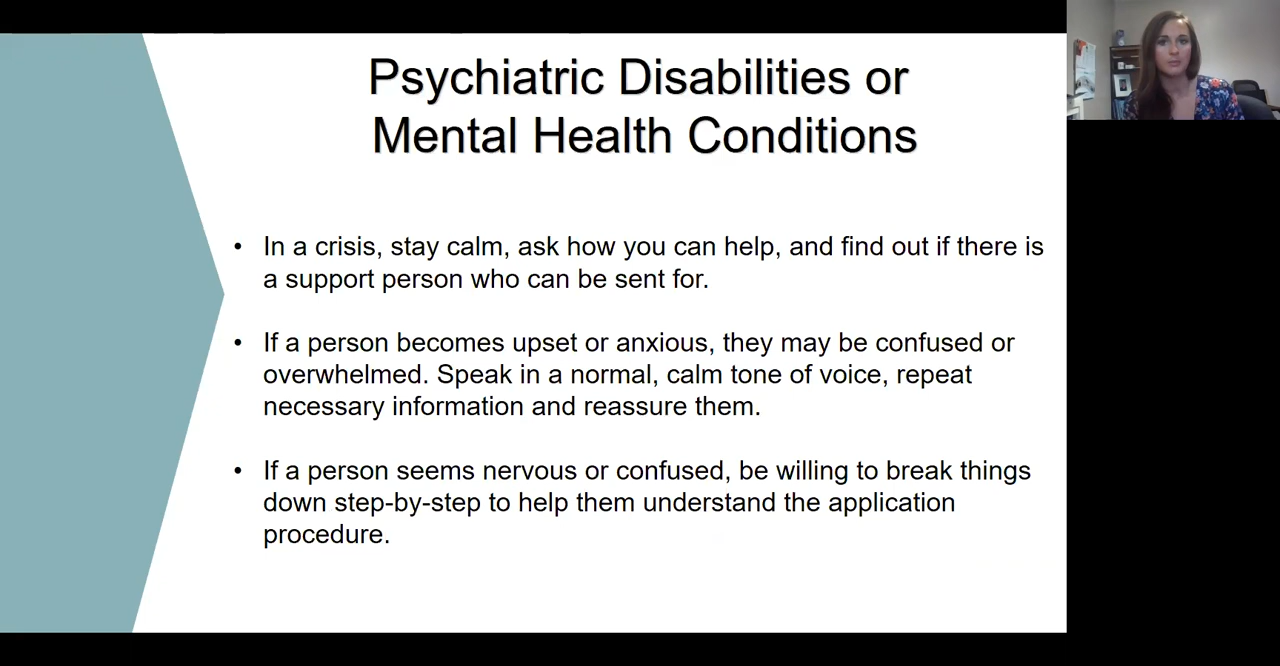 Psychiatric Disabilities or
Mental Health Conditions
• In a crisis, stay calm, ask how you can help, and find out if there is
a support person who can be sent for.
• If a person becomes upset or anxious, they may be confused or
overwhelmed. Speak in a normal, calm tone of voice, repeat
necessary information and reassure them.
• If a person seems nervous or confused, be willing to break things
down step-by-step to help them understand the application
procedure.